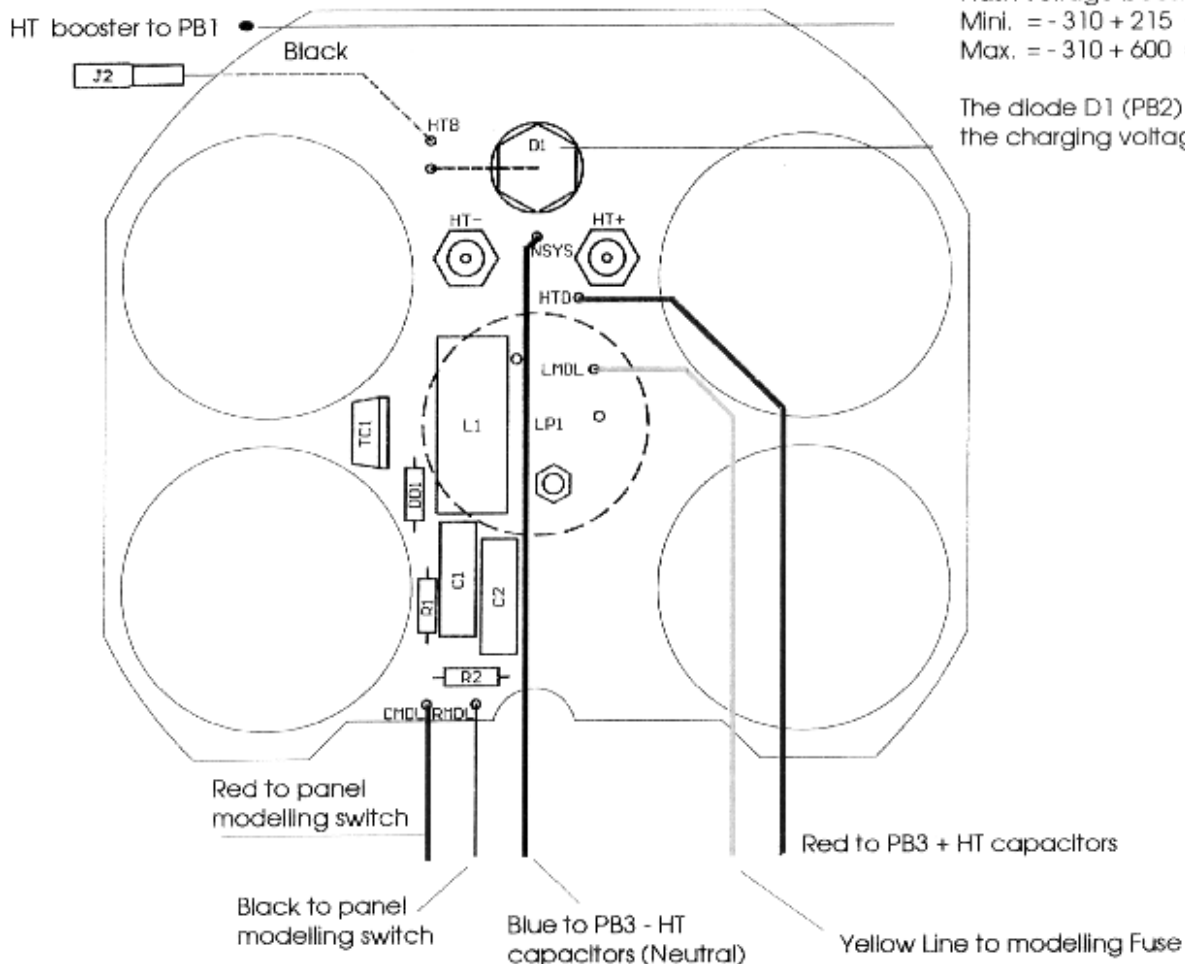 HT booster to PB1
Mini. = - 310 + 215
Max. = - 310 + 600
Black
J2
The diode D1 (PB2)
the charging voltag
HTB
D1
HT-
HT+
NSYS
HTD
LMDL
TC1
L1
LP1
DD1
C1
R1
C2
R2
CMDL
RMDL
Red to panel
modelling switch
Red to PB3 + HT capacitors
Black to panel
modelling switch
Blue to PB3 - HT
capacitors (Neutral)
Yellow Line to modelling Fuse